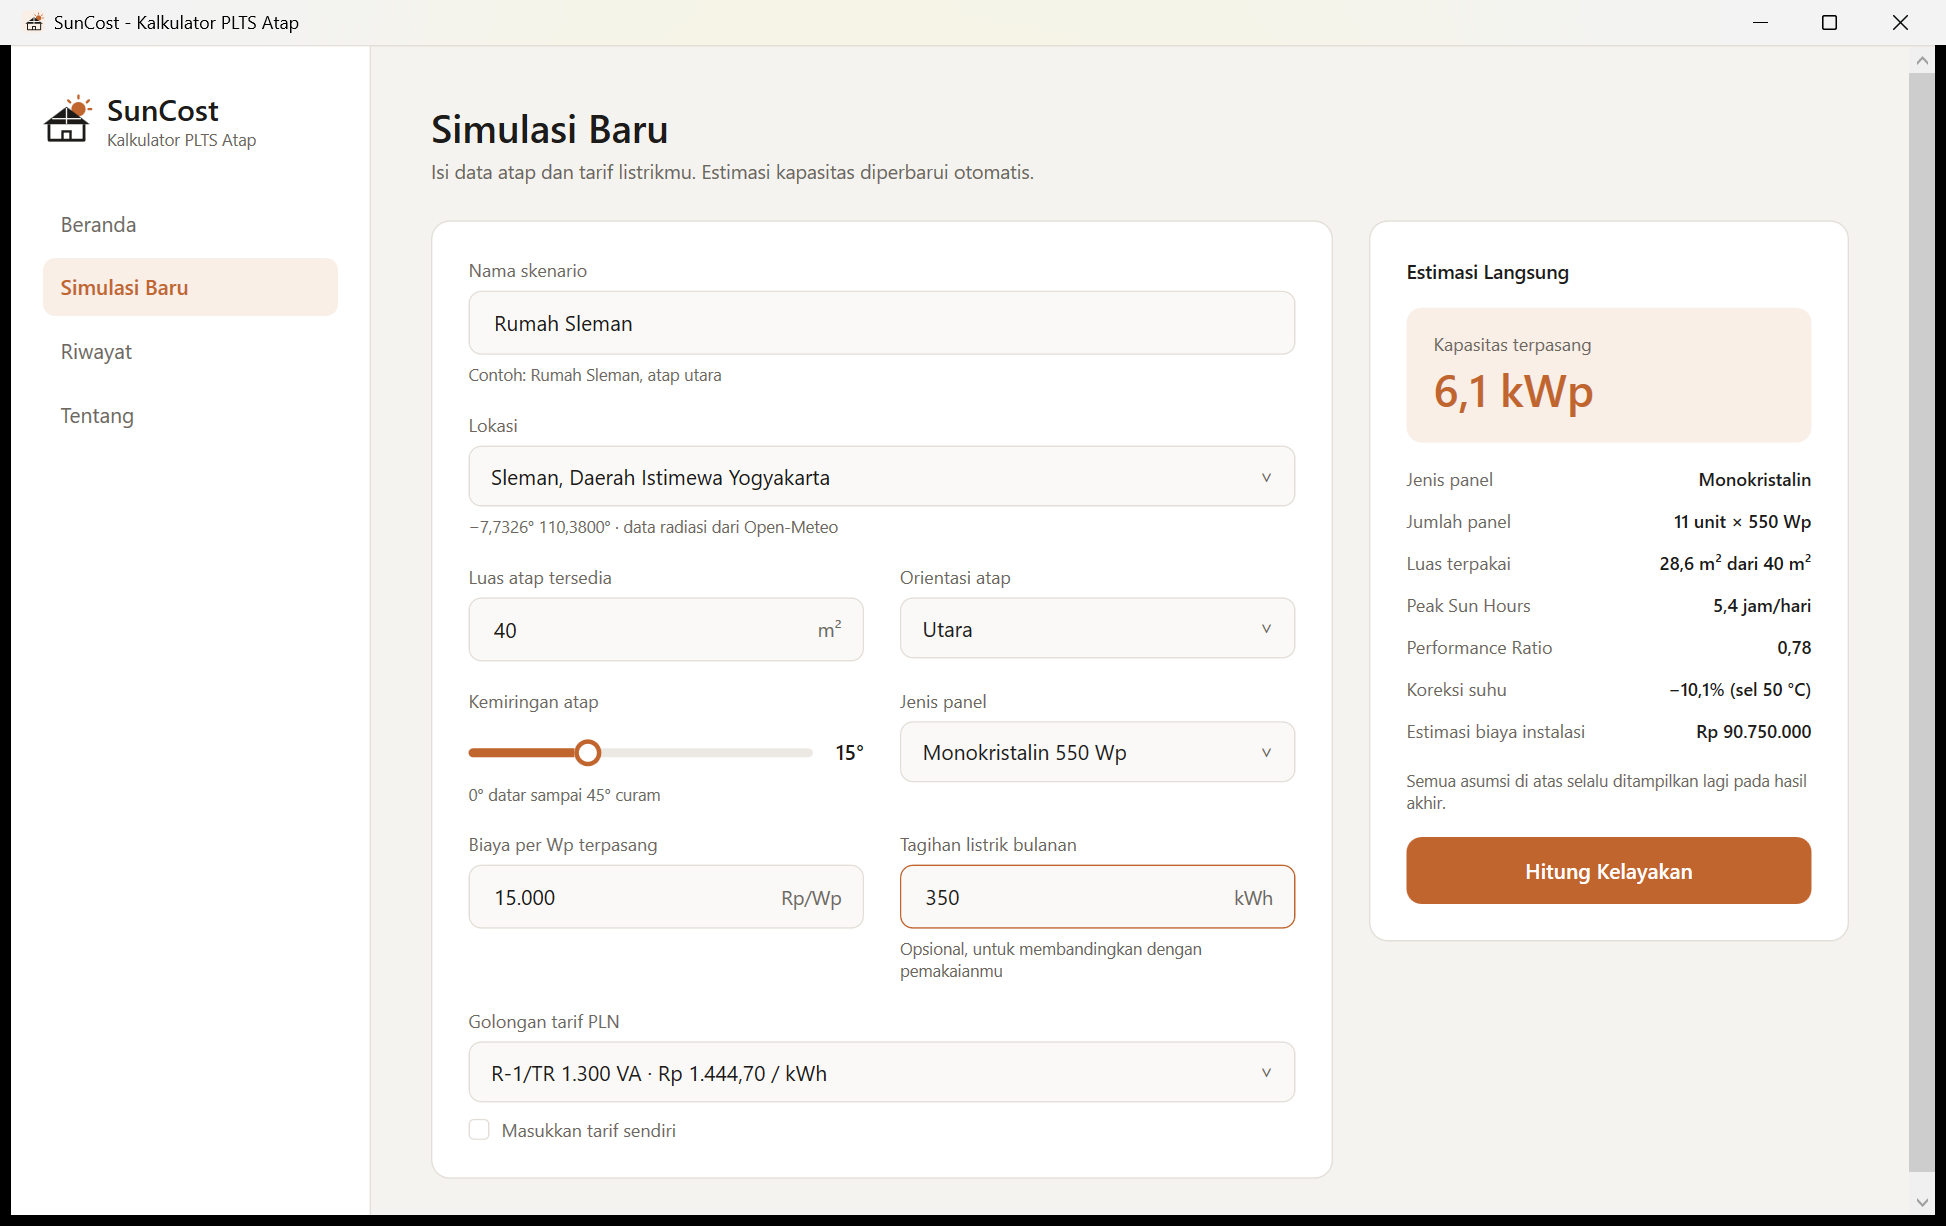 SunCost - Kalkulator PLTS Atap
SunCost
Kalkulator PLTS Atap
Beranda
Simulasi Baru
Riwayat
Tentang
Simulasi Baru
Isi data atap dan tarif listrikmu. Estimasi kapasitas diperbarui otomatis.
Nama skenario
Rumah Sleman
Contoh: Rumah Sleman, atap utara
Lokasi
Sleman, Daerah Istimewa Yogyakarta
−7,7326° 110,3800° · data radiasi dari Open-Meteo
Luas atap tersedia
40 m²
Orientasi atap
Utara
Kemiringan atap
15°
0° datar sampai 45° curam
Jenis panel
Monokristalin 550 Wp
Biaya per Wp terpasang
15.000 Rp/Wp
Tagihan listrik bulanan
350 kWh
Opsional, untuk membandingkan dengan
pemakaianmu
Golongan tarif PLN
R-1/TR 1.300 VA · Rp 1.444,70 / kWh
Masukkan tarif sendiri
Estimasi Langsung
Kapasitas terpasang
6,1 kWp
Jenis panel Monokristalin
Jumlah panel 11 unit × 550 Wp
Luas terpakai 28,6 m² dari 40 m²
Peak Sun Hours 5,4 jam/hari
Performance Ratio 0,78
Koreksi suhu −10,1% (sel 50 °C)
Estimasi biaya instalasi Rp 90.750.000
Semua asumsi di atas selalu ditampilkan lagi pada hasil
akhir.
Hitung Kelayakan